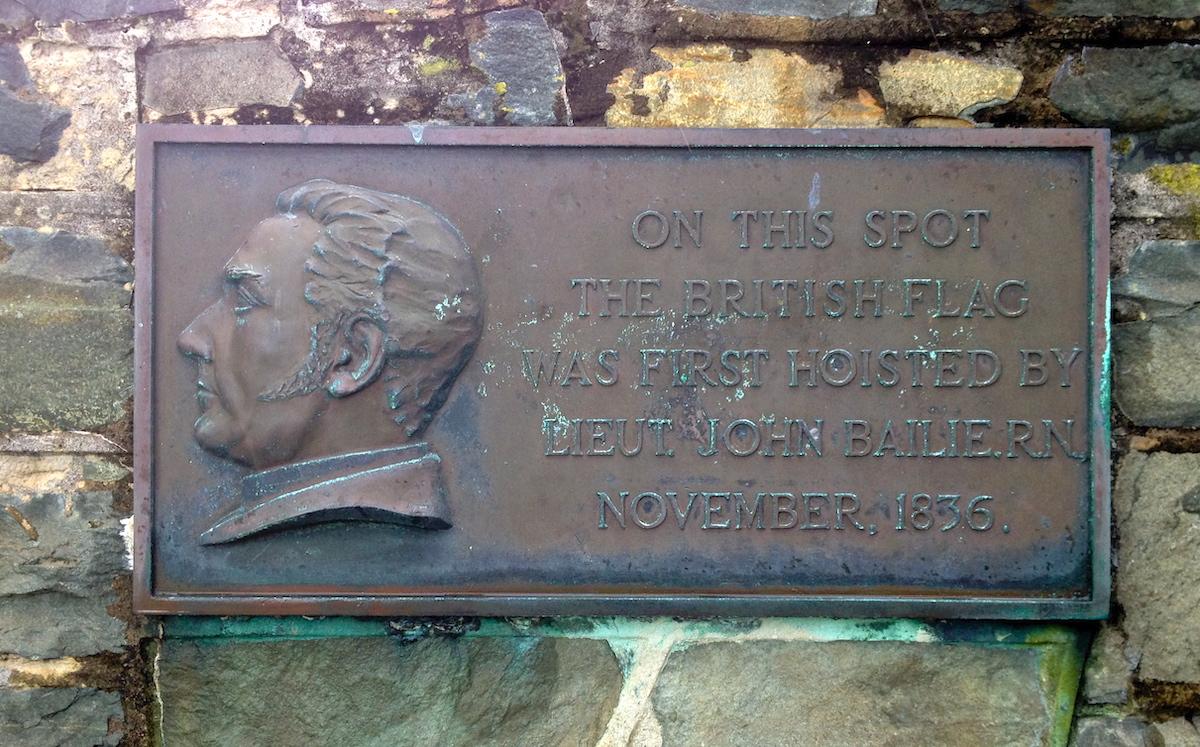 ON THIS SPOT
THE BRITISH FLAG
WAS FIRST HOISTED BY
LIEUT. JOHN BAILIE.R.N.
NOVEMBER, 1836.